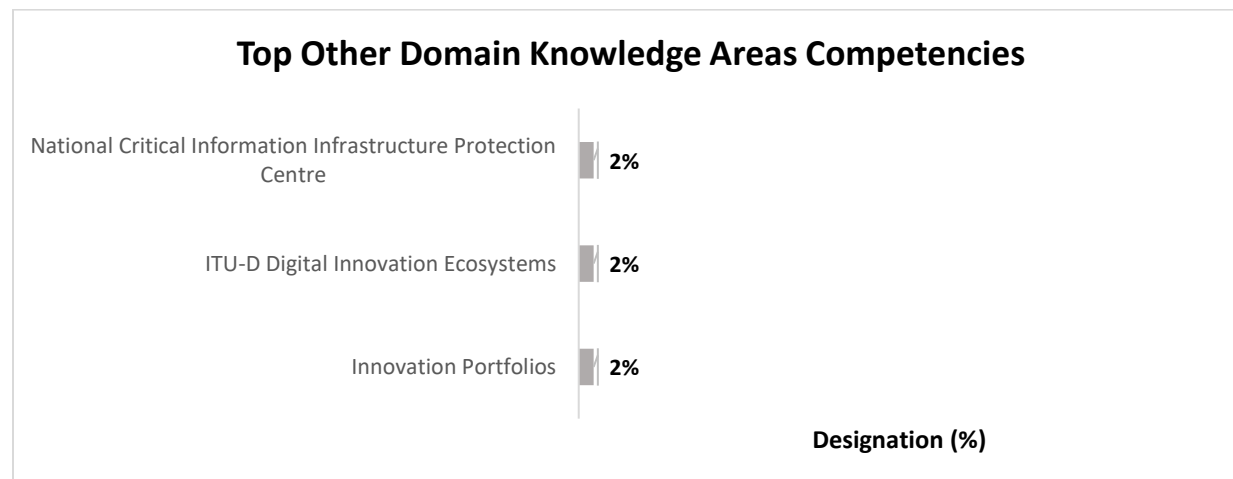 Top Other Domain Knowledge Areas Competencies
National Critical Information Infrastructure Protection
Centre
2%
ITU-D Digital Innovation Ecosystems
2%
Innovation Portfolios
2%
Designation (%)